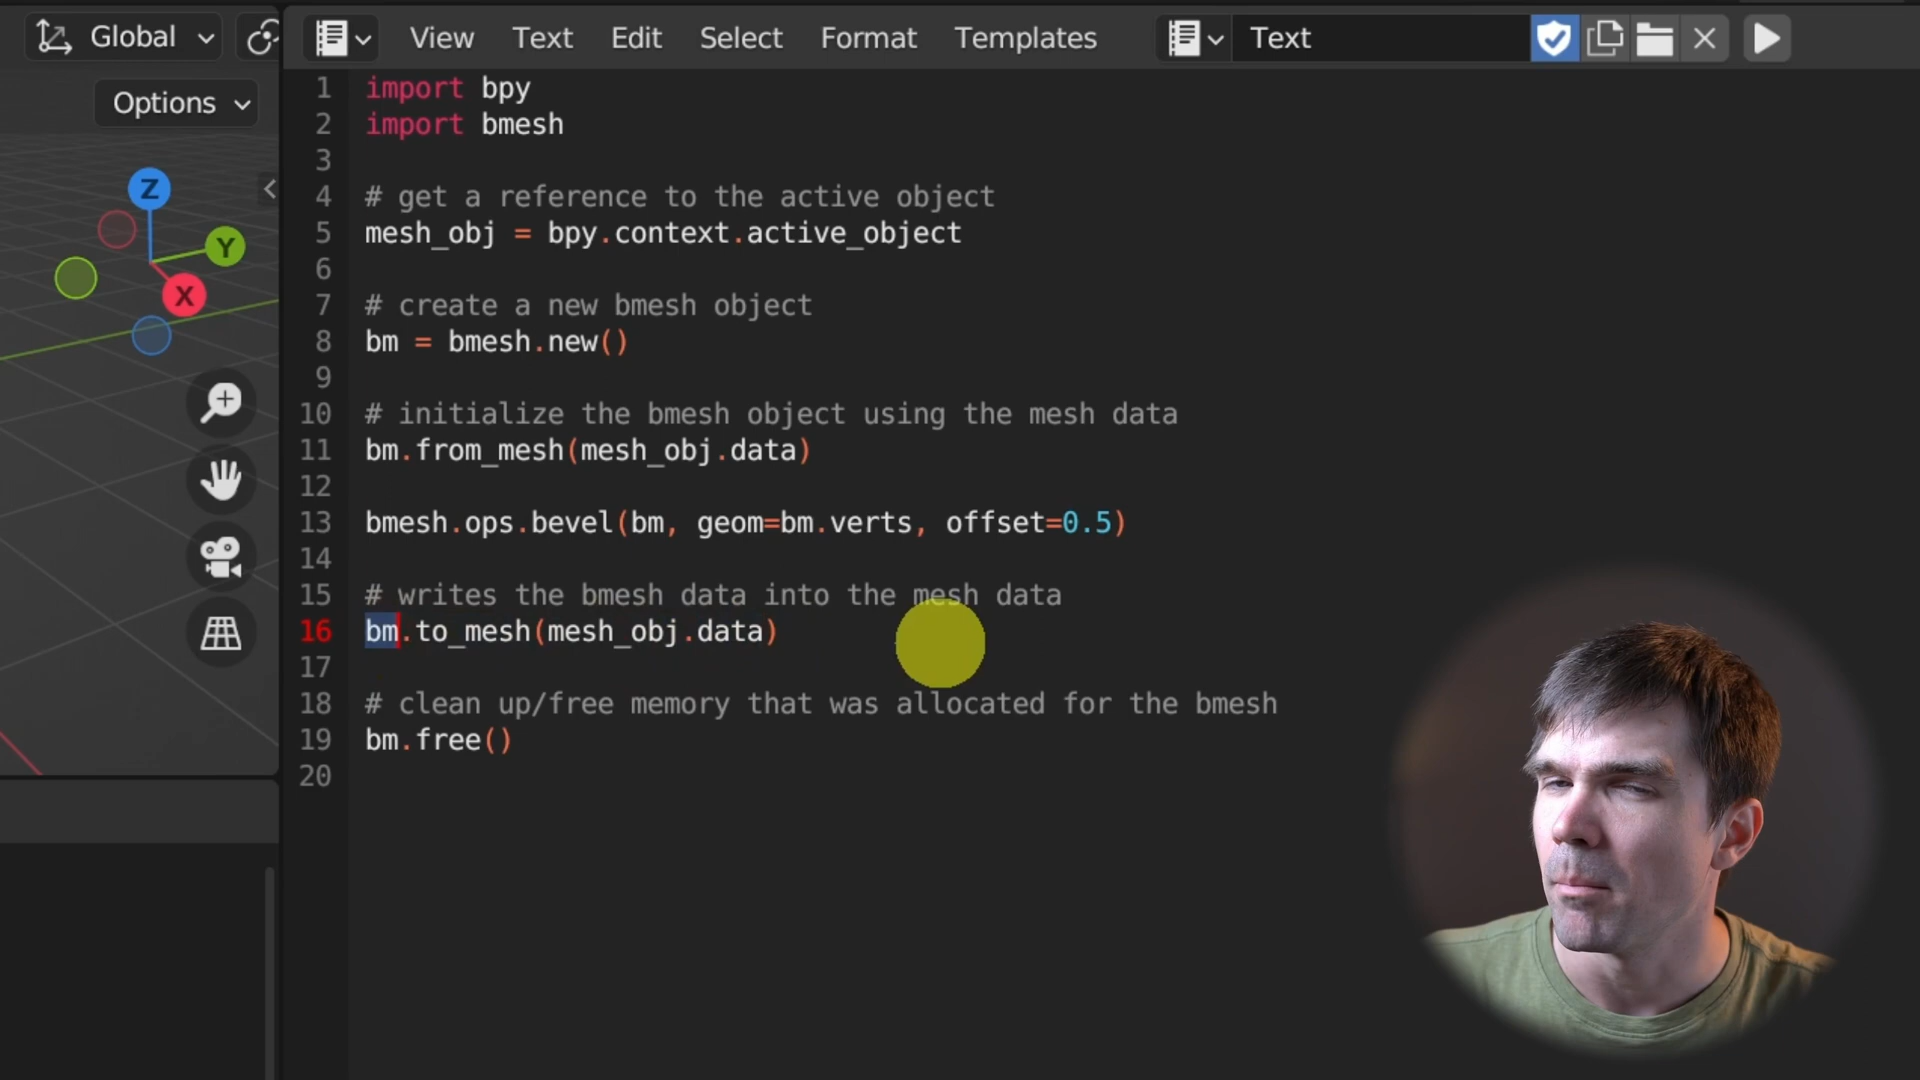 Global
View Text Edit Select Format Templates Text
Options
Z
Y
X
1 import bpy
2 import bmesh
3
4 # get a reference to the active object
5 mesh_obj = bpy.context.active_object
6
7 # create a new bmesh object
8 bm = bmesh.new()
9
10 # initialize the bmesh object using the mesh data
11 bm.from_mesh(mesh_obj.data)
12
13 bmesh.ops.bevel(bm, geom=bm.verts, offset=0.5)
14
15 # writes the bmesh data into the mesh data
16 bm.to_mesh(mesh_obj.data)
17
18 # clean up/free memory that was allocated for the bmesh
19 bm.free()
20